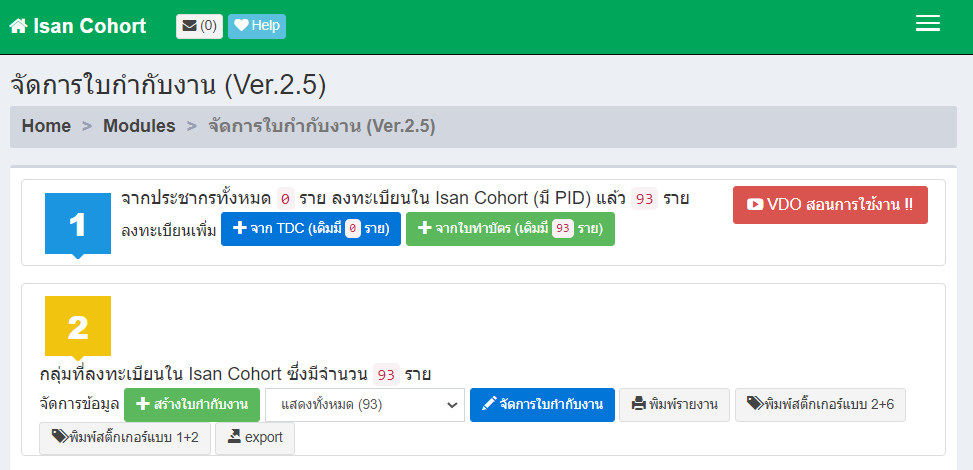 Isan Cohort (0) Help
จัดการใบกำกับงาน (Ver.2.5)
Home > Modules > จัดการใบกำกับงาน (Ver.2.5)
1
จากประชากรทั้งหมด 0 ราย ลงทะเบียนใน Isan Cohort (มี PID) แล้ว 93 ราย
VDO สอนการใช้งาน !!
ลงทะเบียนเพิ่ม + จาก TDC (เดิมมี 0 ราย) + จากใบทำบัตร (เดิมมี 93 ราย)
2
กลุ่มที่ลงทะเบียนใน Isan Cohort ซึ่งมีจำนวน 93 ราย
จัดการข้อมูล + สร้างใบกำกับงาน แสดงทั้งหมด (93) จัดการใบกำกับงาน พิมพ์รายงาน พิมพ์สติ๊กเกอร์แบบ 2+6
พิมพ์สติ๊กเกอร์แบบ 1+2 export